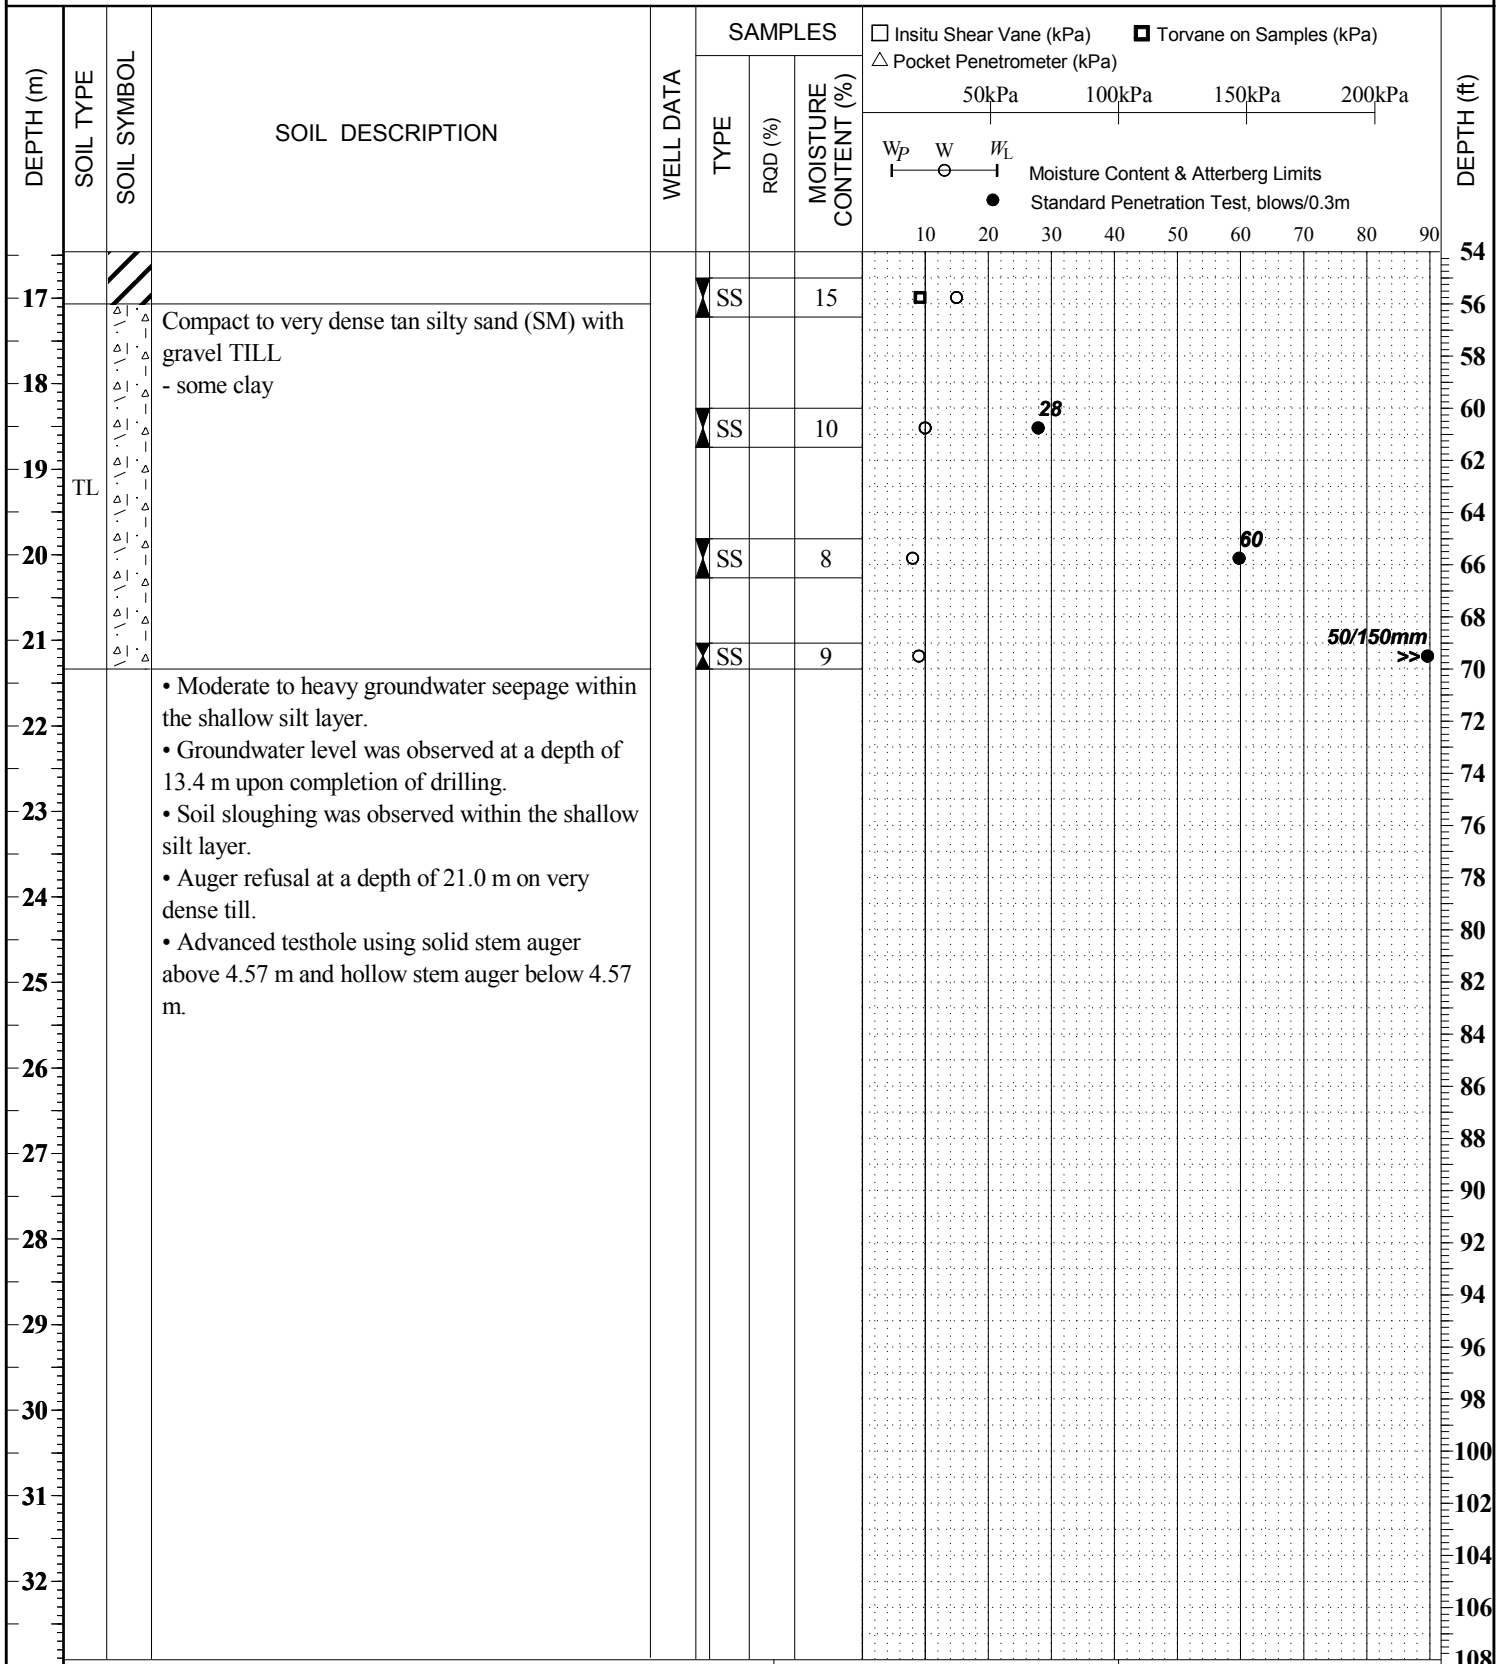 DEPTH (m)
SOIL TYPE
SOIL SYMBOL
SOIL DESCRIPTION
WELL DATA
SAMPLES
TYPE
RQD (%)
MOISTURE
CONTENT (%)
Insitu Shear Vane (kPa)
Torvane on Samples (kPa)
Pocket Penetrometer (kPa)
50kPa 100kPa 150kPa 200kPa
WP W WL
Moisture Content & Atterberg Limits
Standard Penetration Test, blows/0.3m
10 20 30 40 50 60 70 80 90
DEPTH (ft)
17
18
19
20
21
22
23
24
25
26
27
28
29
30
31
32
TL
Compact to very dense tan silty sand (SM) with
gravel TILL
- some clay
• Moderate to heavy groundwater seepage within
the shallow silt layer.
• Groundwater level was observed at a depth of
13.4 m upon completion of drilling.
• Soil sloughing was observed within the shallow
silt layer.
• Auger refusal at a depth of 21.0 m on very
dense till.
• Advanced testhole using solid stem auger
above 4.57 m and hollow stem auger below 4.57
m.
SS 15
SS 10
SS 8
SS 9
28
60
50/150mm
>>
54
56
58
60
62
64
66
68
70
72
74
76
78
80
82
84
86
88
90
92
94
96
98
100
102
104
106
108